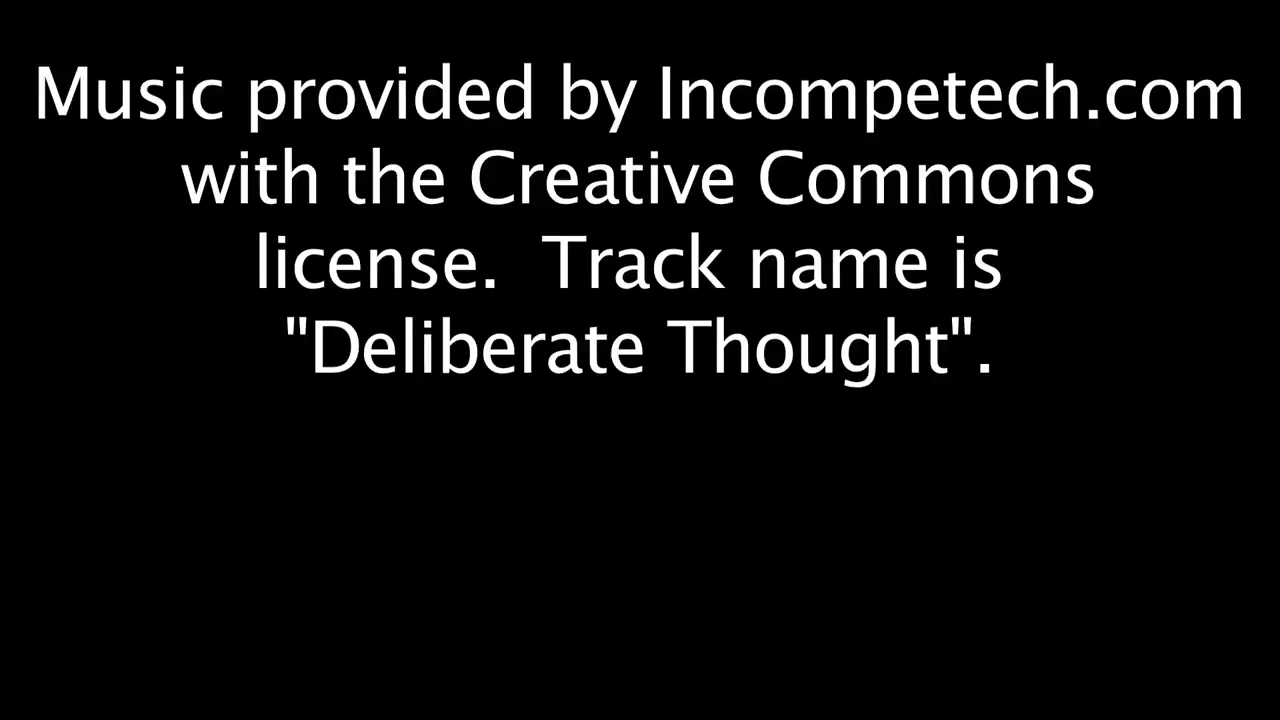 Music provided by Incompetech.com
with the Creative Commons
license.  Track name is
"Deliberate Thought".